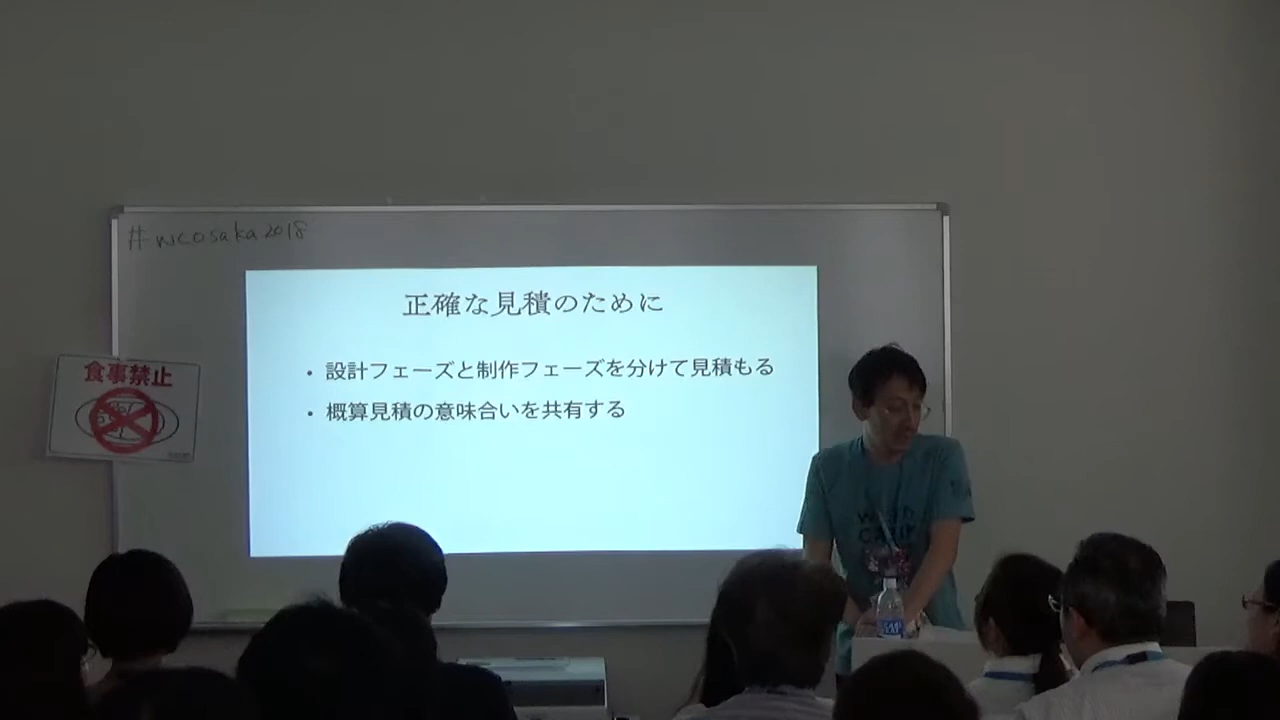 #wcosaka2018
正確な見積のために
• 設計フェーズと制作フェーズを分けて見積もる
• 概算見積の意味合いを共有する
食事禁止
WORD
CAMP